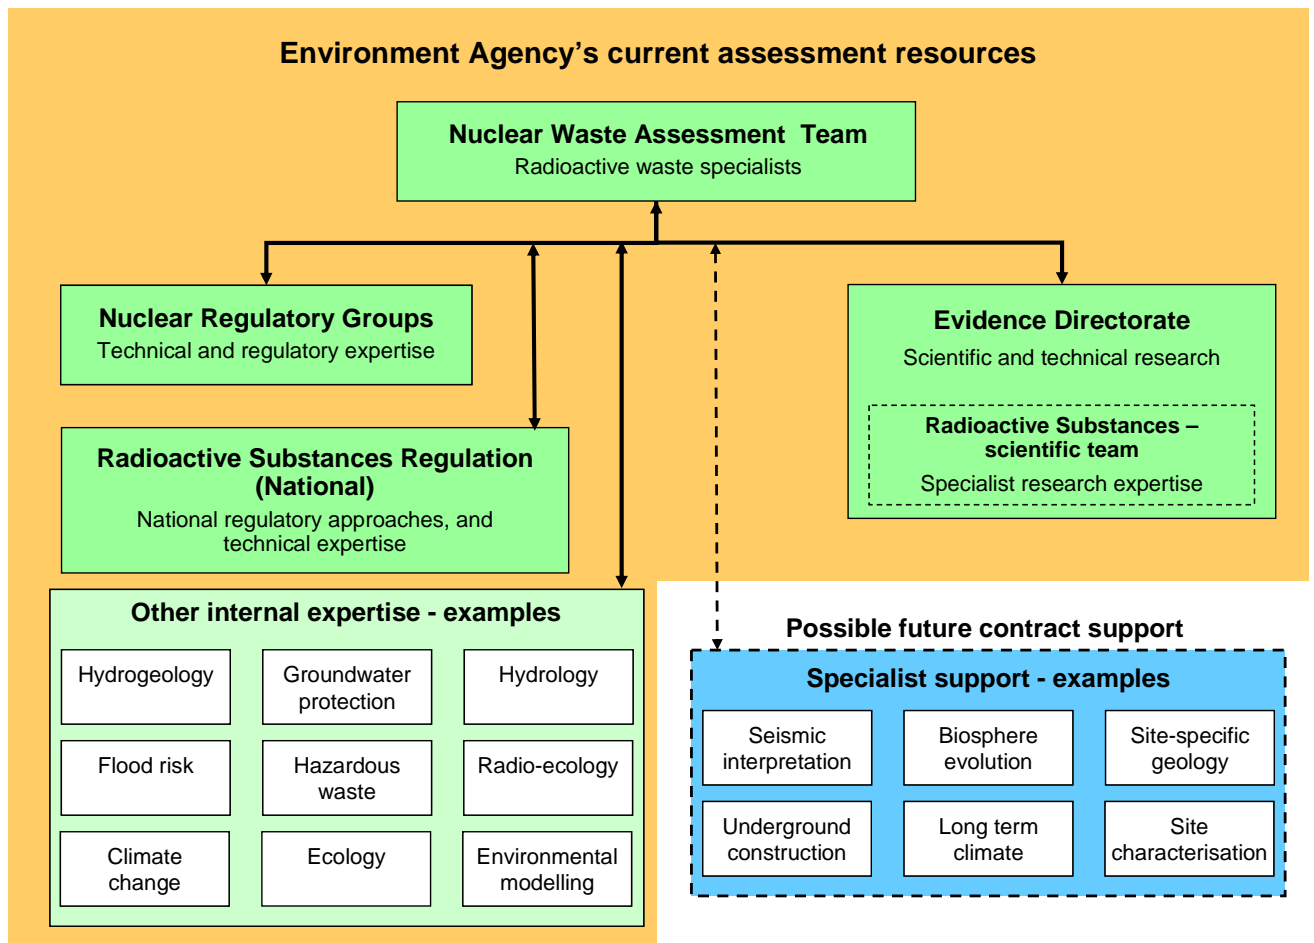 Environment Agency’s current assessment resources
Nuclear Waste Assessment Team
Radioactive waste specialists
Nuclear Regulatory Groups
Technical and regulatory expertise
Evidence Directorate
Scientific and technical research
Radioactive Substances –
scientific team
Specialist research expertise
Radioactive Substances Regulation
(National)
National regulatory approaches, and
technical expertise
Other internal expertise - examples
Hydrogeology
Groundwater
protection
Hydrology
Flood risk
Hazardous
waste
Radio-ecology
Climate
change
Ecology
Environmental
modelling
Possible future contract support
Specialist support - examples
Seismic
interpretation
Biosphere
evolution
Site-specific
geology
Underground
construction
Long term
climate
Site
characterisation